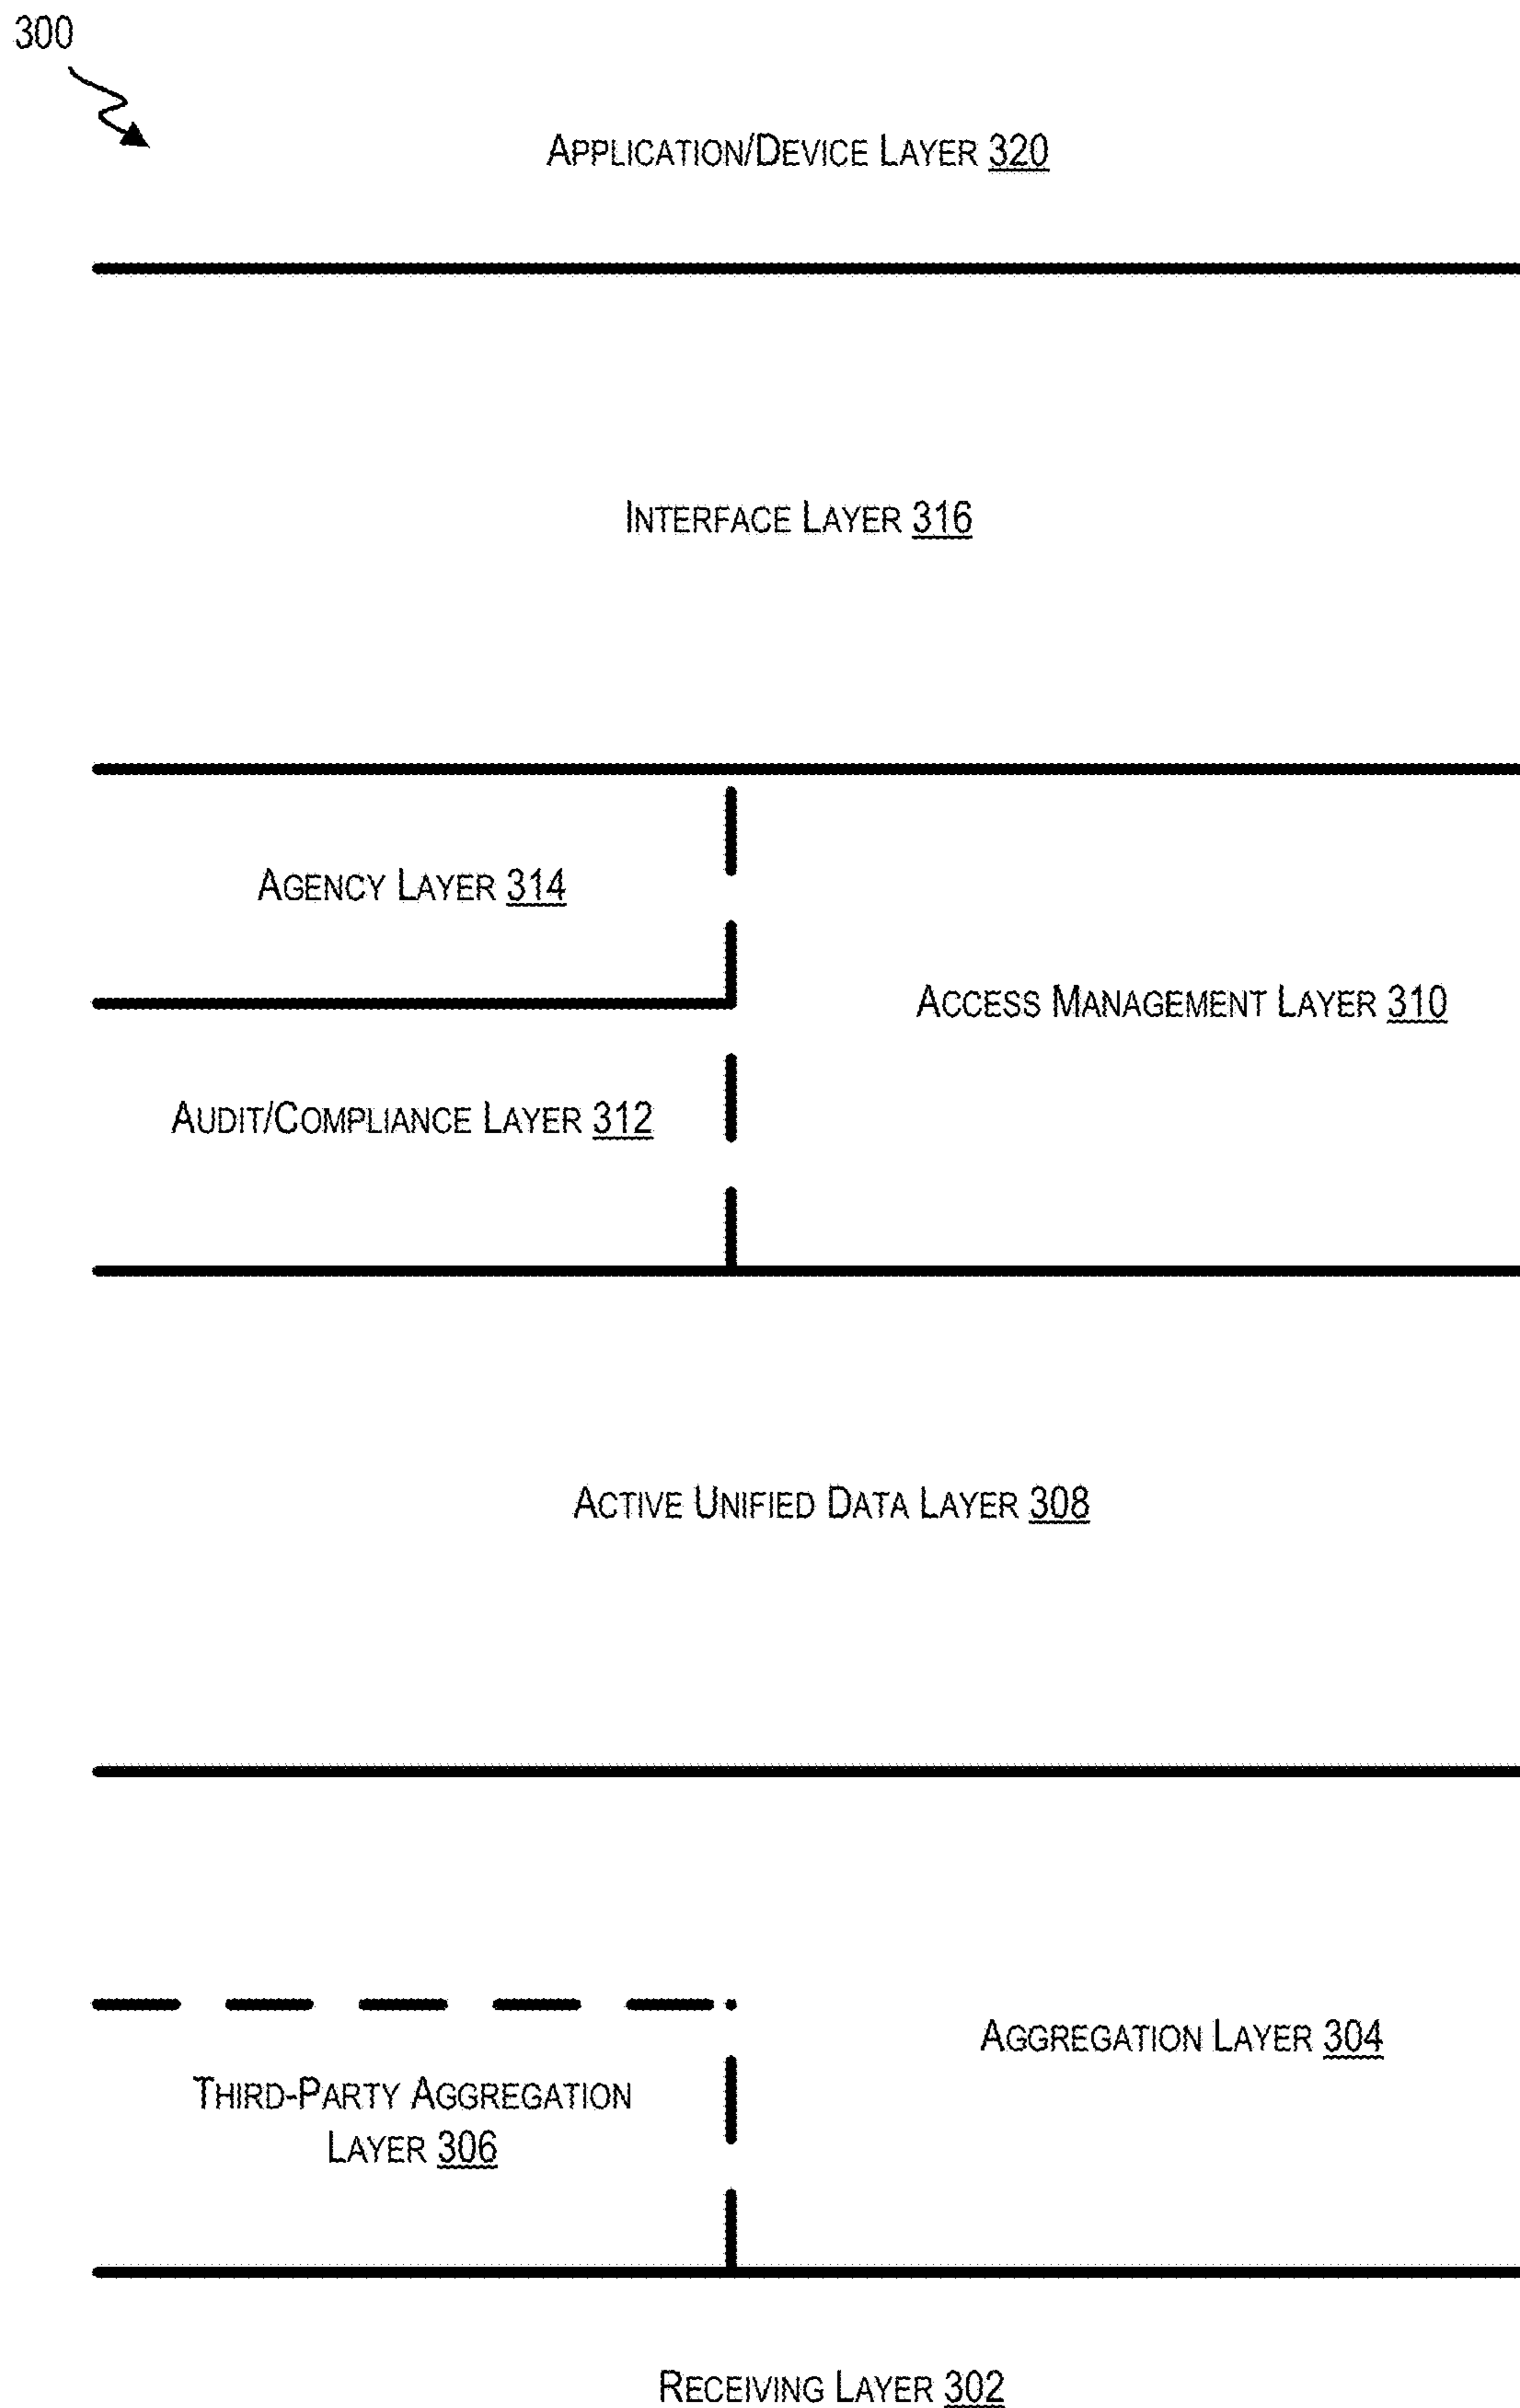 300
APPLICATION/DEVICE LAYER 320
INTERFACE LAYER 316
AGENCY LAYER 314
ACCESS MANAGEMENT LAYER 310
AUDIT/COMPLIANCE LAYER 312
ACTIVE UNIFIED DATA LAYER 308
AGGREGATION LAYER 304
THIRD-PARTY AGGREGATION
LAYER 306
RECEIVING LAYER 302